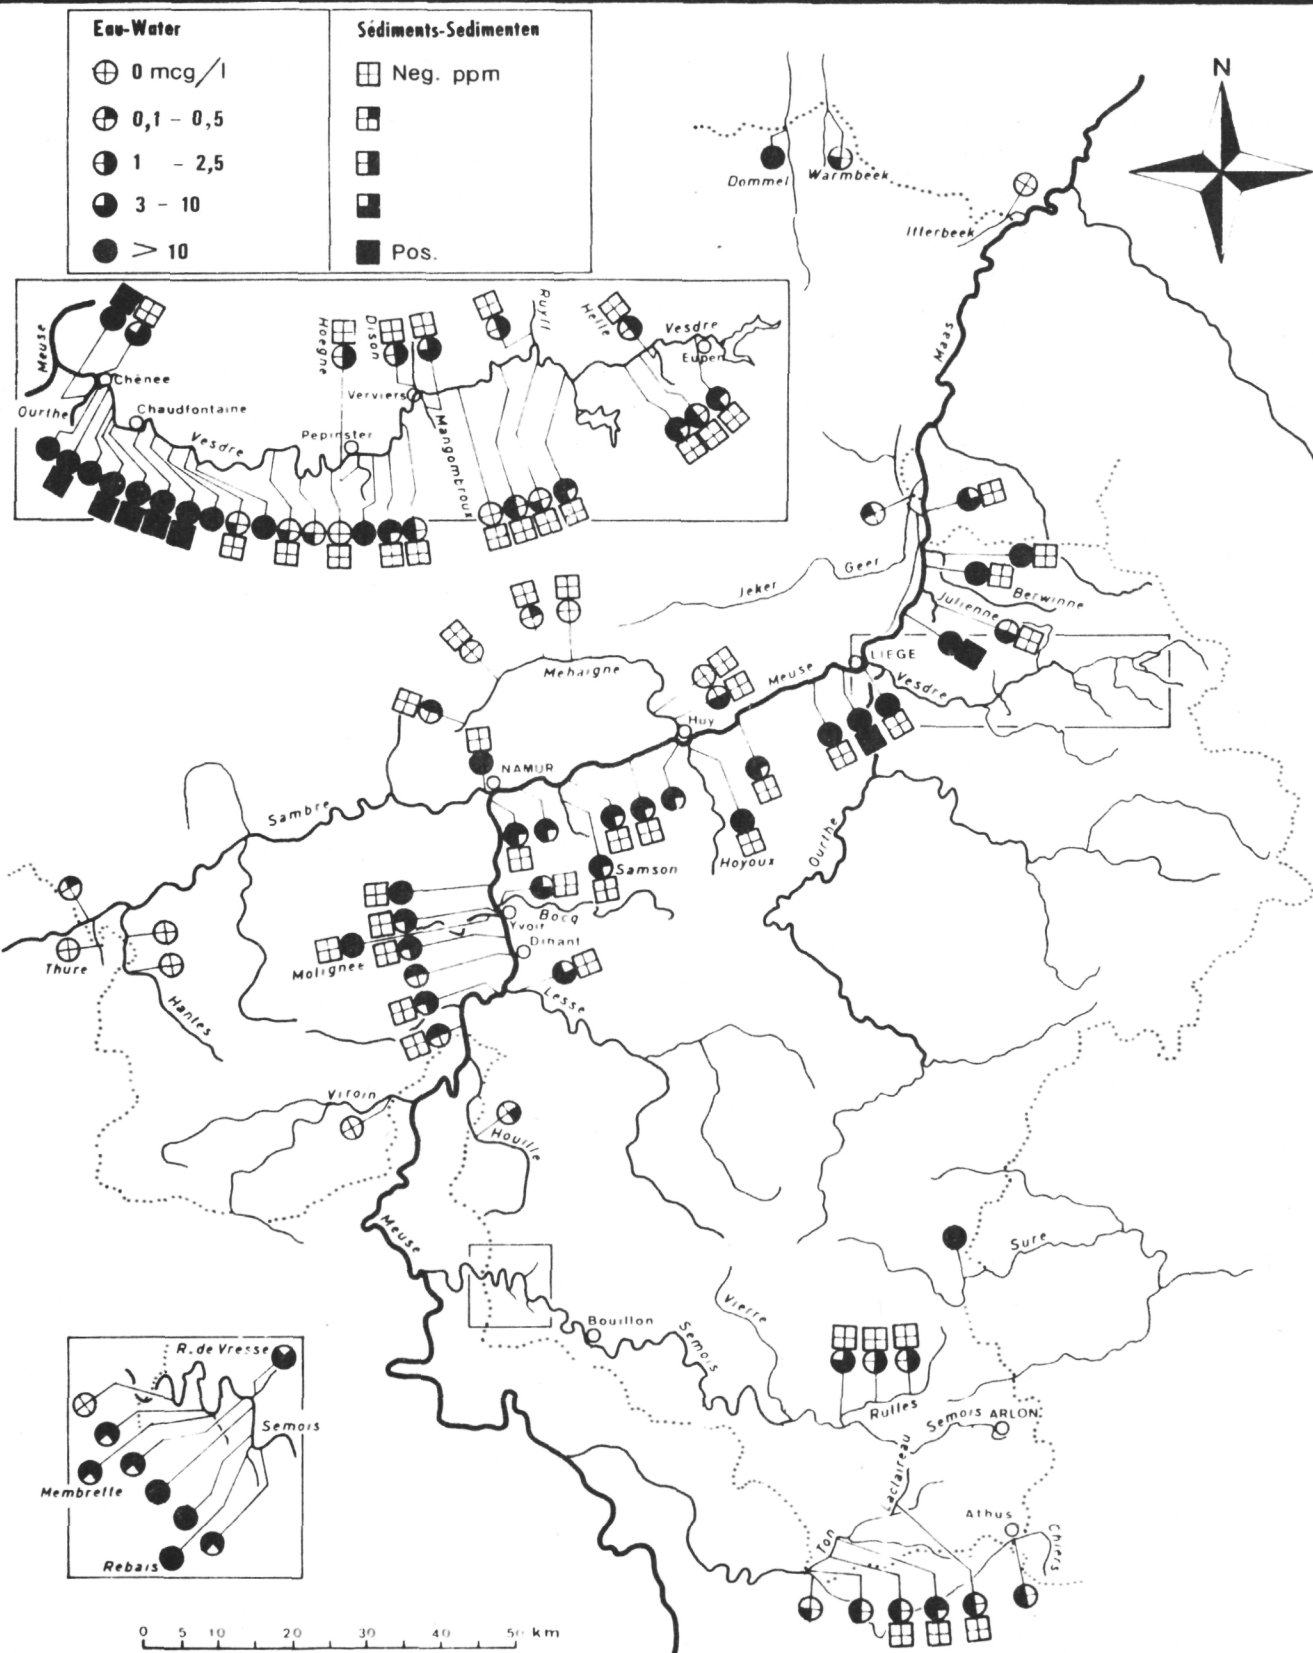 Eau-Water
Sédiments-Sedimenten
0 mcg/l
Neg. ppm
0,1 - 0,5
1 - 2,5
3 - 10
> 10
Pos.
N
Dommel
Warmbeek
Itterbeek
Maas
Meuse
Ourthe
Chênee
Chaudfontaine
Vesdre
Hoegne
Dison
Verviers
Pepinster
Mangombroux
Ruyff
Helle
Vesdre
Eupen
Jeker
Geer
Berwinne
Julienne
LIEGE
Vesdre
Mehaigne
Meuse
Huy
NAMUR
Sambre
Samson
Hoyoux
Ourthe
Bocq
Yvoir
Dinant
Molignee
Lesse
Thure
Hantes
Viroin
Houille
Meuse
Sure
Vierre
Bouillon
Semois
Rulles
Semois
ARLON
Laclaireau
Ton
Athus
Chiers
R. de Vresse
Semois
Membrette
Rebais
0 5 10 20 30 40 50 km